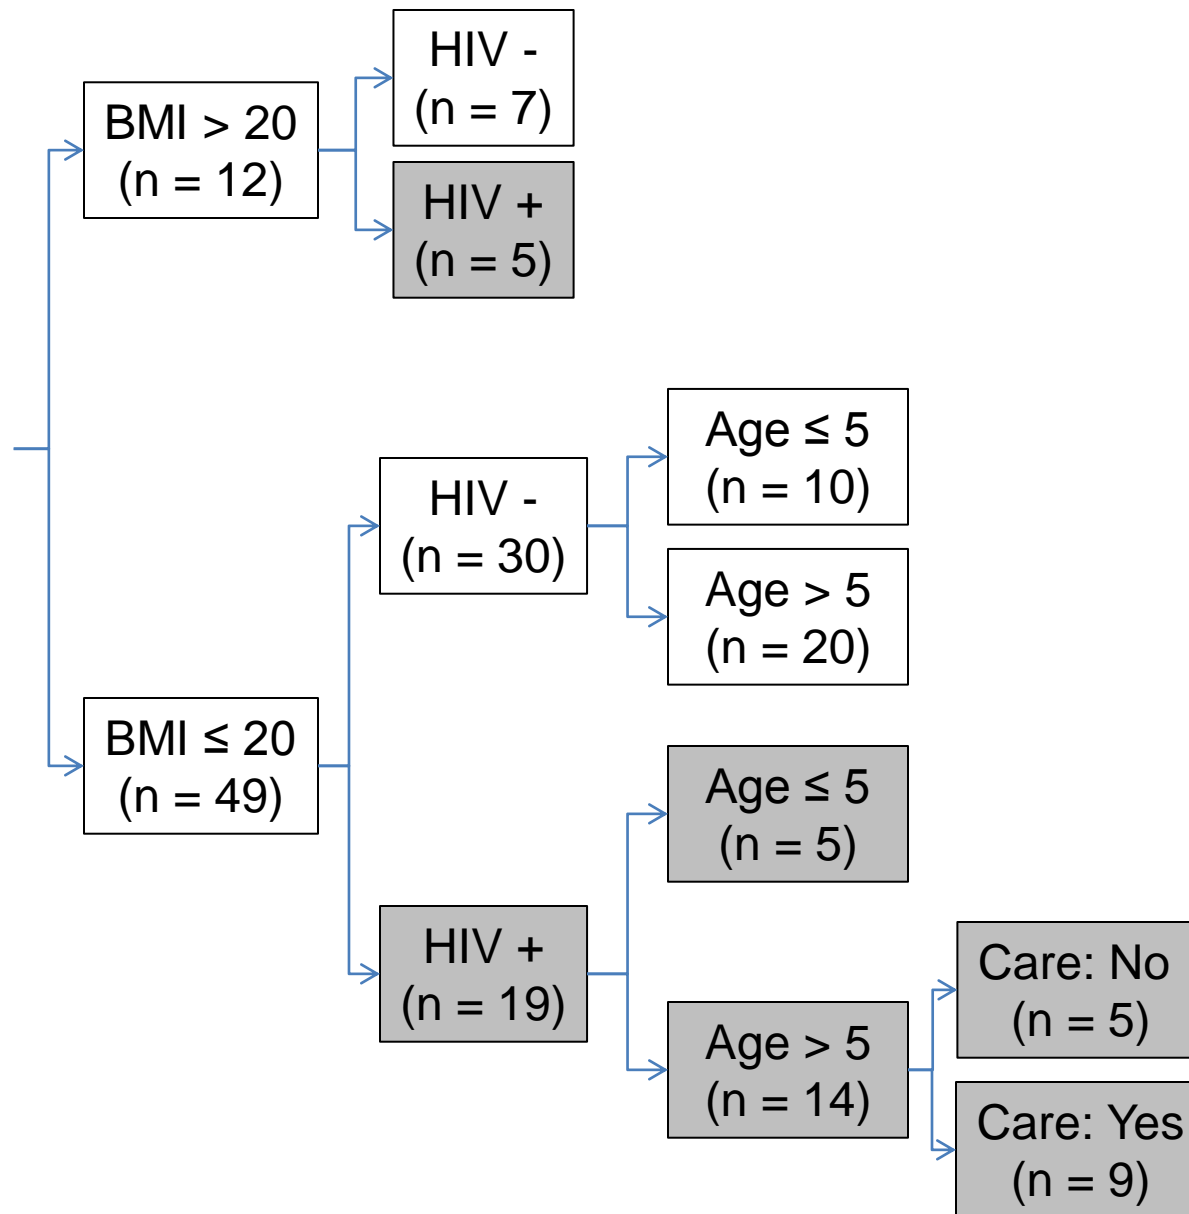 BMI > 20
(n = 12)
HIV -
(n = 7)
HIV +
(n = 5)
BMI ≤ 20
(n = 49)
HIV -
(n = 30)
Age ≤ 5
(n = 10)
Age > 5
(n = 20)
HIV +
(n = 19)
Age ≤ 5
(n = 5)
Age > 5
(n = 14)
Care: No
(n = 5)
Care: Yes
(n = 9)